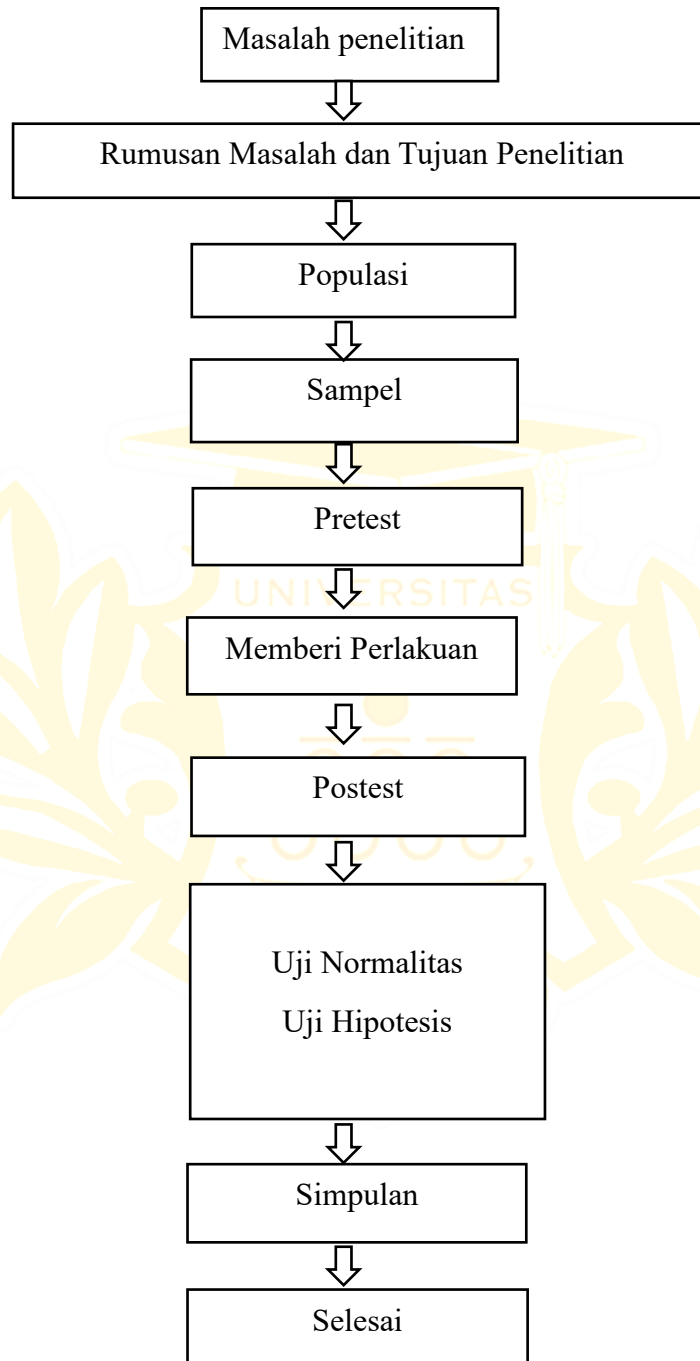 Masalah penelitian
Rumusan Masalah dan Tujuan Penelitian
Populasi
Sampel
Pretest
UNIVERSITAS
Memberi Perlakuan
Postest
Uji Normalitas
Uji Hipotesis
Simpulan
Selesai